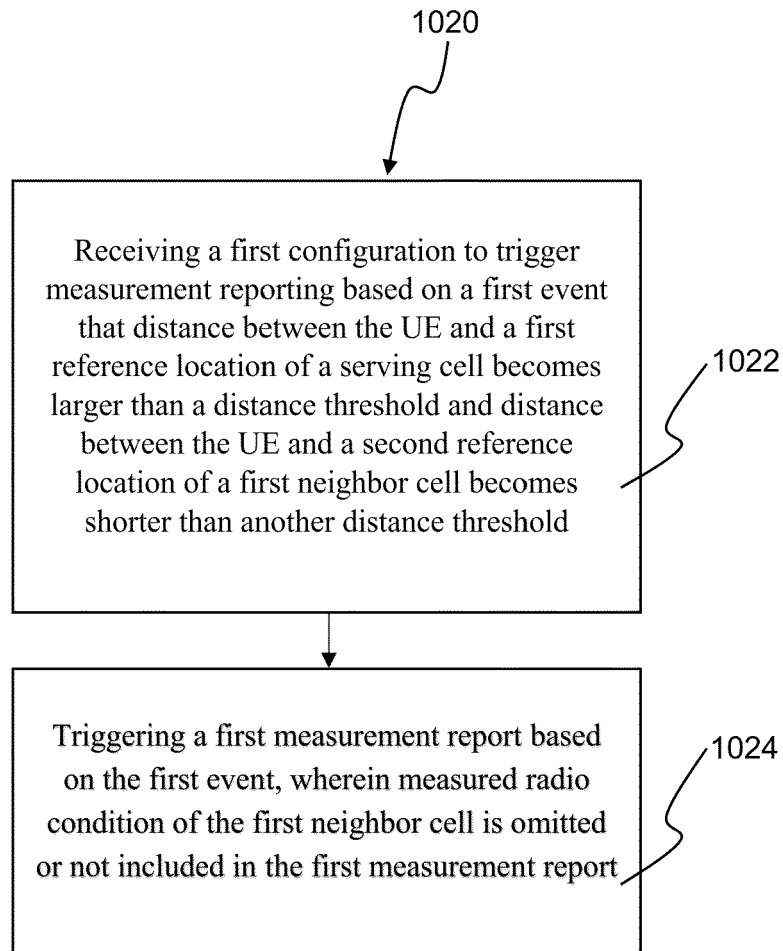 1020
Receiving a first configuration to trigger
measurement reporting based on a first event
that distance between the UE and a first
reference location of a serving cell becomes
larger than a distance threshold and distance
between the UE and a second reference
location of a first neighbor cell becomes
shorter than another distance threshold
1022
Triggering a first measurement report based
on the first event, wherein measured radio
condition of the first neighbor cell is omitted
or not included in the first measurement report
1024